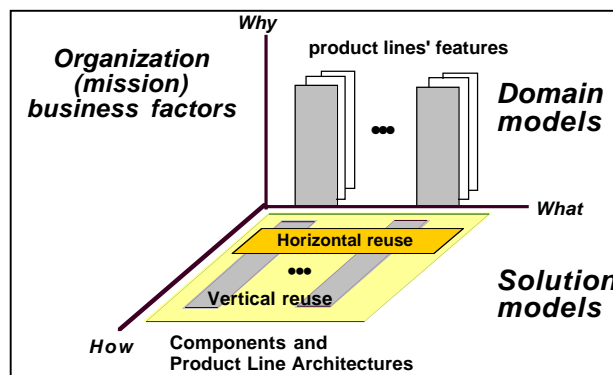 Why
Organization
(mission)
business factors
product lines' features
•••
Domain
models
What
Horizontal reuse
•••
Vertical reuse
Solution
models
How
Components and
Product Line Architectures